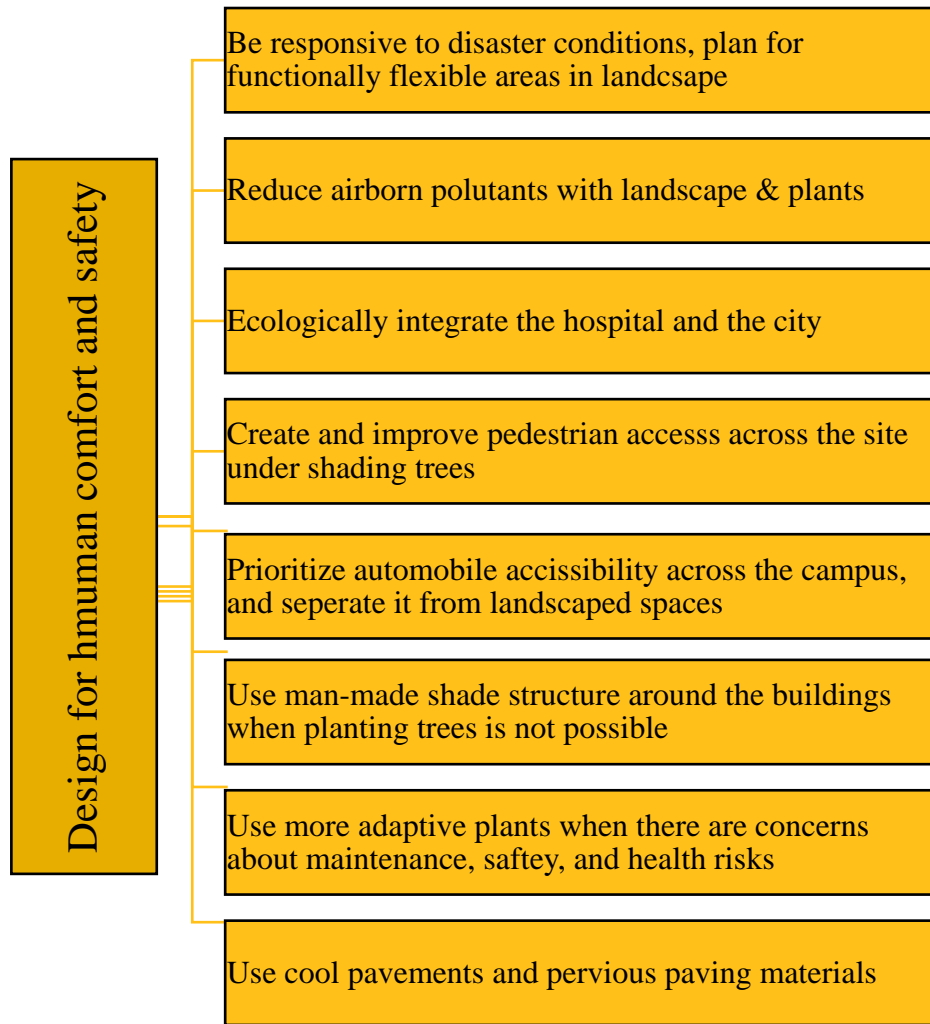 Design for hmuman comfort and safety
Be responsive to disaster conditions, plan for
functionally flexible areas in landcsape
Reduce airborn polutants with landscape & plants
Ecologically integrate the hospital and the city
Create and improve pedestrian accesss across the site
under shading trees
Prioritize automobile accissibility across the campus,
and seperate it from landscaped spaces
Use man-made shade structure around the buildings
when planting trees is not possible
Use more adaptive plants when there are concerns
about maintenance, saftey, and health risks
Use cool pavements and pervious paving materials